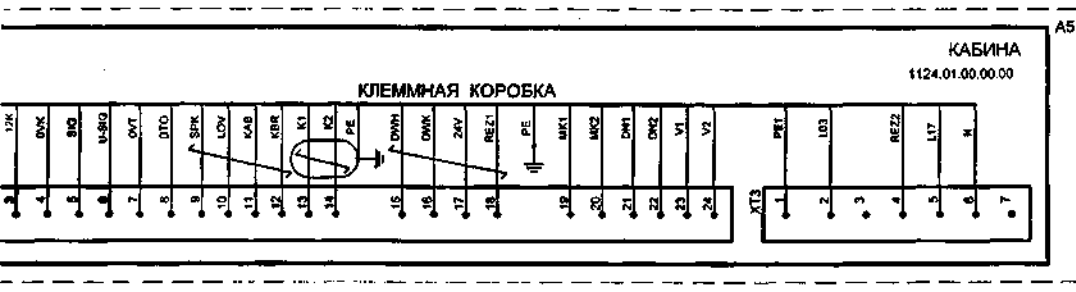 A5
КАБИНА
1124.01.00.00.00
КЛЕММНАЯ КОРОБКА
12K 0VK SIG U-SIG OVT DTO SPK LOV KAB KBR K1 K2 PE DWH DWK 24V REZ1 PE MK1 MK2 DN1 DN2 V1 V2 PE1 L03 REZ2 L17 N
3 4 5 6 7 8 9 10 11 12 13 14 15 16 17 18 19 20 21 22 23 24 XT3 1 2 3 4 5 6 7